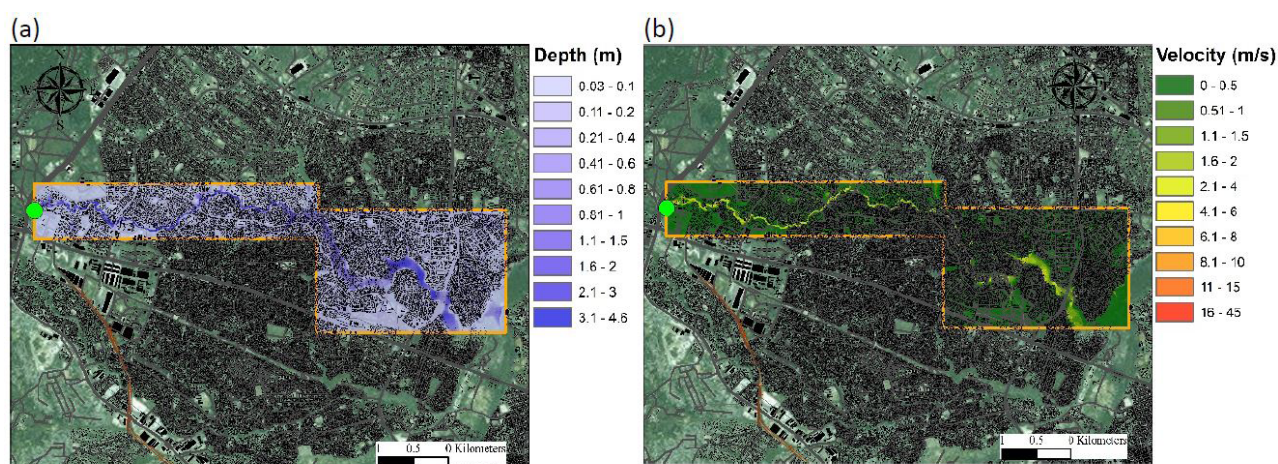 (a)
Depth (m)
0.03 - 0.1
0.11 - 0.2
0.21 - 0.4
0.41 - 0.6
0.61 - 0.8
0.81 - 1
1.1 - 1.5
1.6 - 2
2.1 - 3
3.1 - 4.6
S
1 0.5 0 Kilometers
(b)
Velocity (m/s)
0 - 0.5
0.51 - 1
1.1 - 1.5
1.6 - 2
2.1 - 4
4.1 - 6
6.1 - 8
8.1 - 10
11 - 15
16 - 45
1 0.5 0 Kilometers